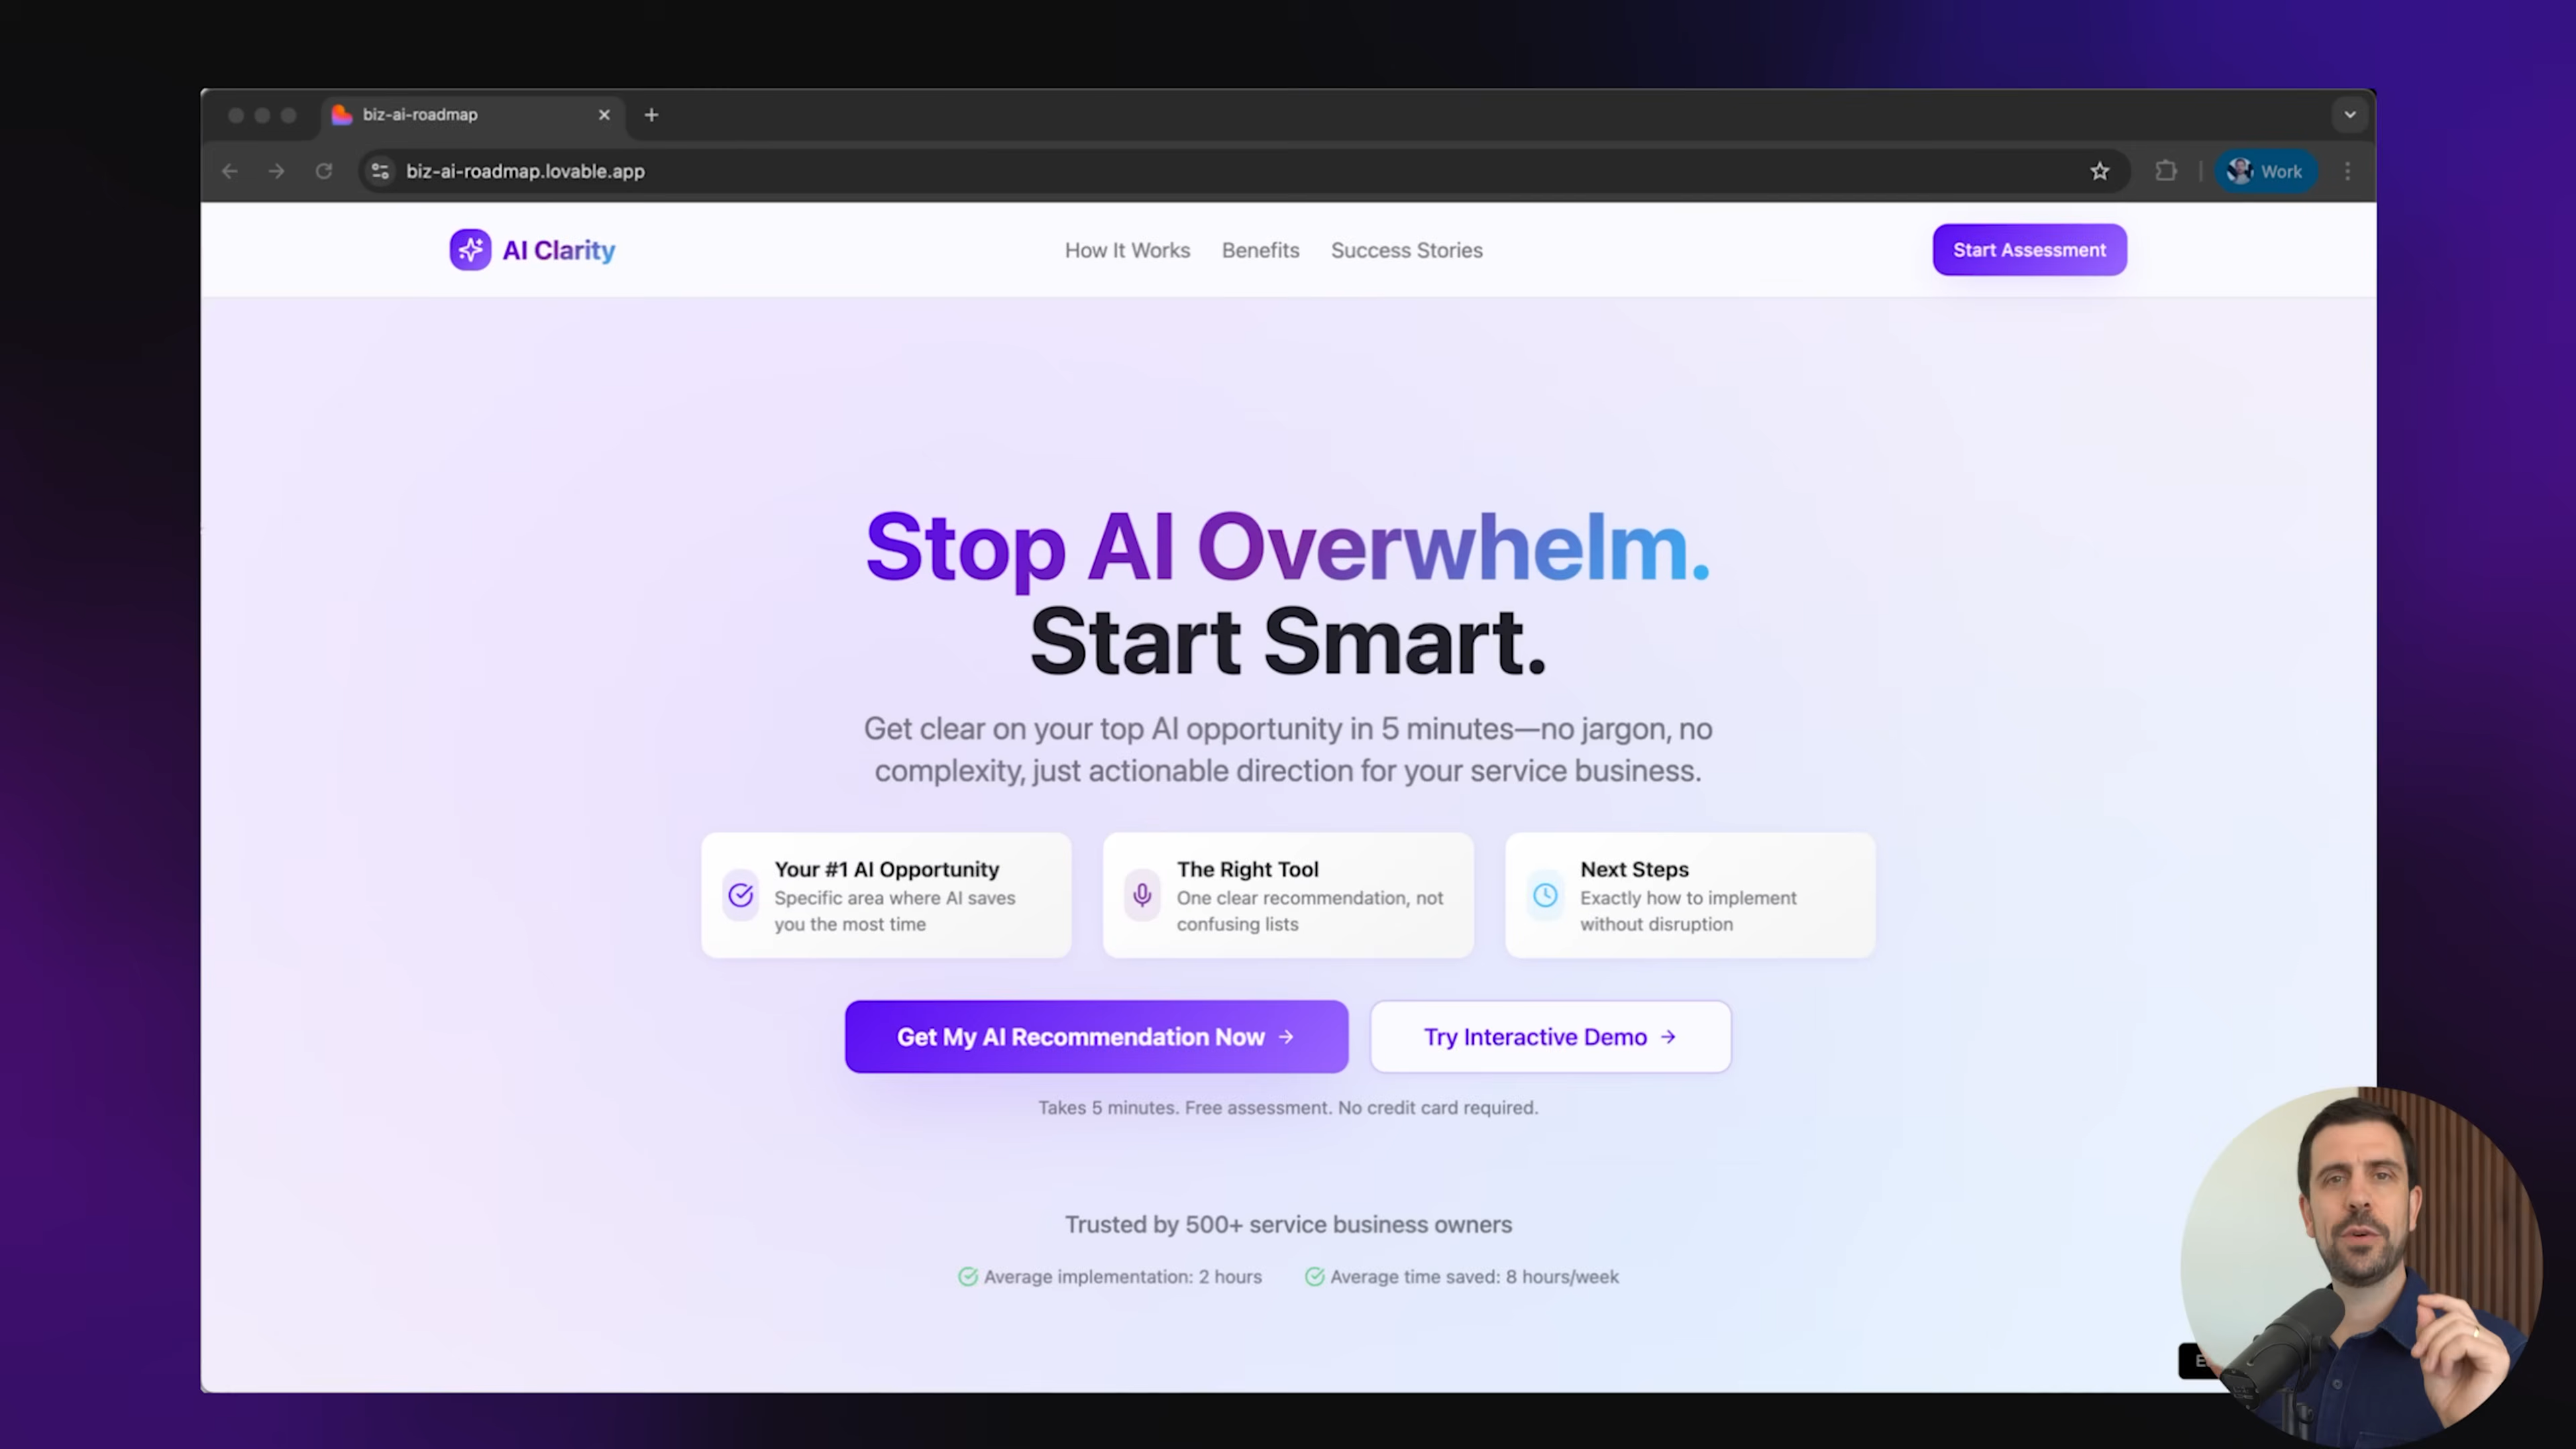 biz-ai-roadmap
biz-ai-roadmap.lovable.app
Work
AI Clarity
How It Works
Benefits
Success Stories
Start Assessment
Stop AI Overwhelm.
Start Smart.
Get clear on your top AI opportunity in 5 minutes—no jargon, no
complexity, just actionable direction for your service business.
Your #1 AI Opportunity
Specific area where AI saves
you the most time
The Right Tool
One clear recommendation, not
confusing lists
Next Steps
Exactly how to implement
without disruption
Get My AI Recommendation Now →
Try Interactive Demo →
Takes 5 minutes. Free assessment. No credit card required.
Trusted by 500+ service business owners
Average implementation: 2 hours
Average time saved: 8 hours/week